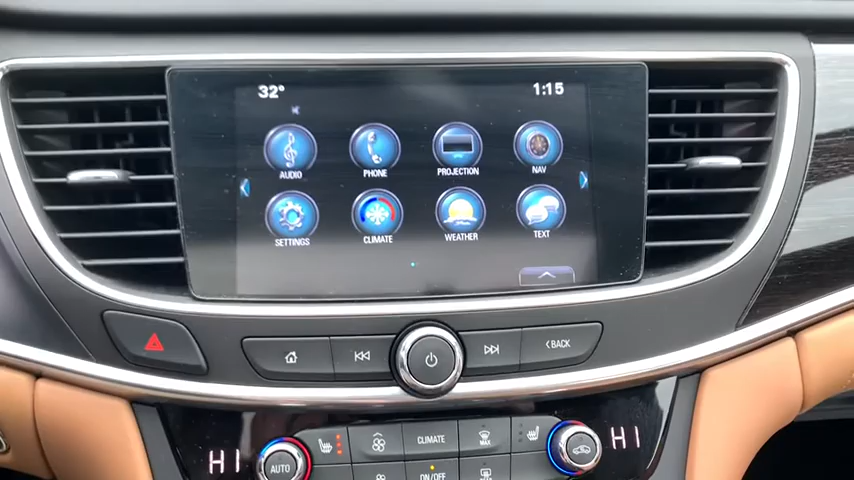 32° 1:15
AUDIO PHONE PROJECTION NAV
SETTINGS CLIMATE WEATHER TEXT
BACK
CLIMATE MAX
HI HI
AUTO ON/OFF